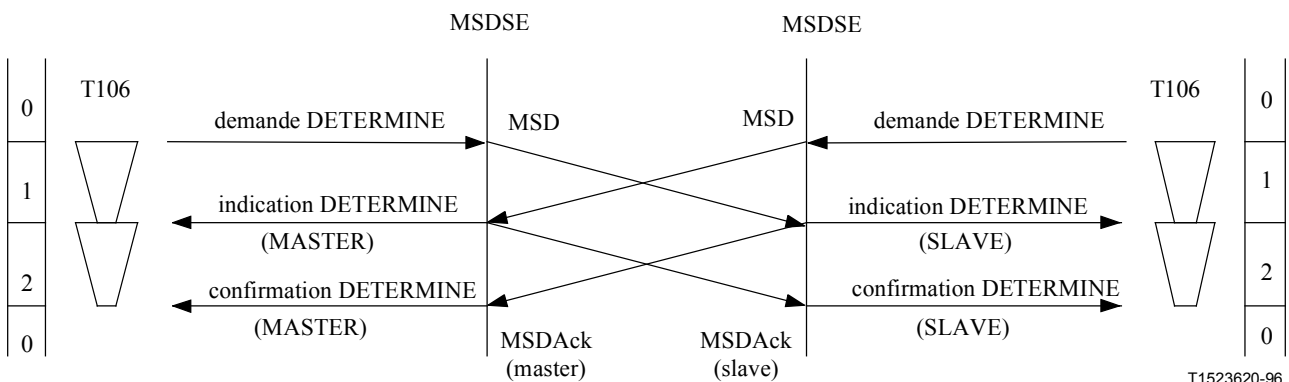 MSDSE MSDSE
T106 T106
0 0
demande DETERMINE MSD MSD demande DETERMINE
1 1
indication DETERMINE indication DETERMINE
(MASTER) (SLAVE)
2 2
confirmation DETERMINE confirmation DETERMINE
(MASTER) (SLAVE)
0 MSDAck MSDAck 0
(master) (slave)
T1523620-96